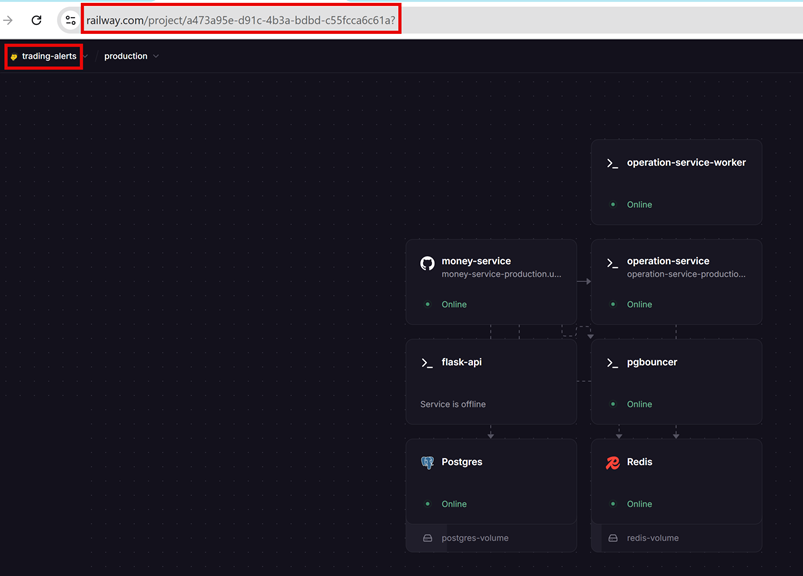 railway.com/project/a473a95e-d91c-4b3a-bdbd-c55fcca6c61a?
trading-alerts
production
operation-service-worker
Online
money-service
money-service-production.u...
Online
operation-service
operation-service-productio...
Online
flask-api
Service is offline
pgbouncer
Online
Postgres
Online
postgres-volume
Redis
Online
redis-volume